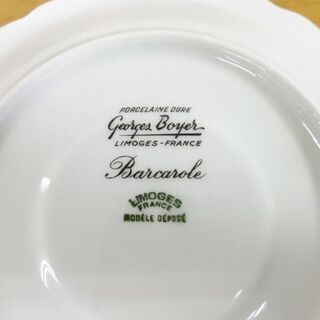 PORCELAINE DURE
Georges Boyer
LIMOGES-FRANCE
Barcarole
LIMOGES
FRANCE
MODÈLE DÉPOSÉ